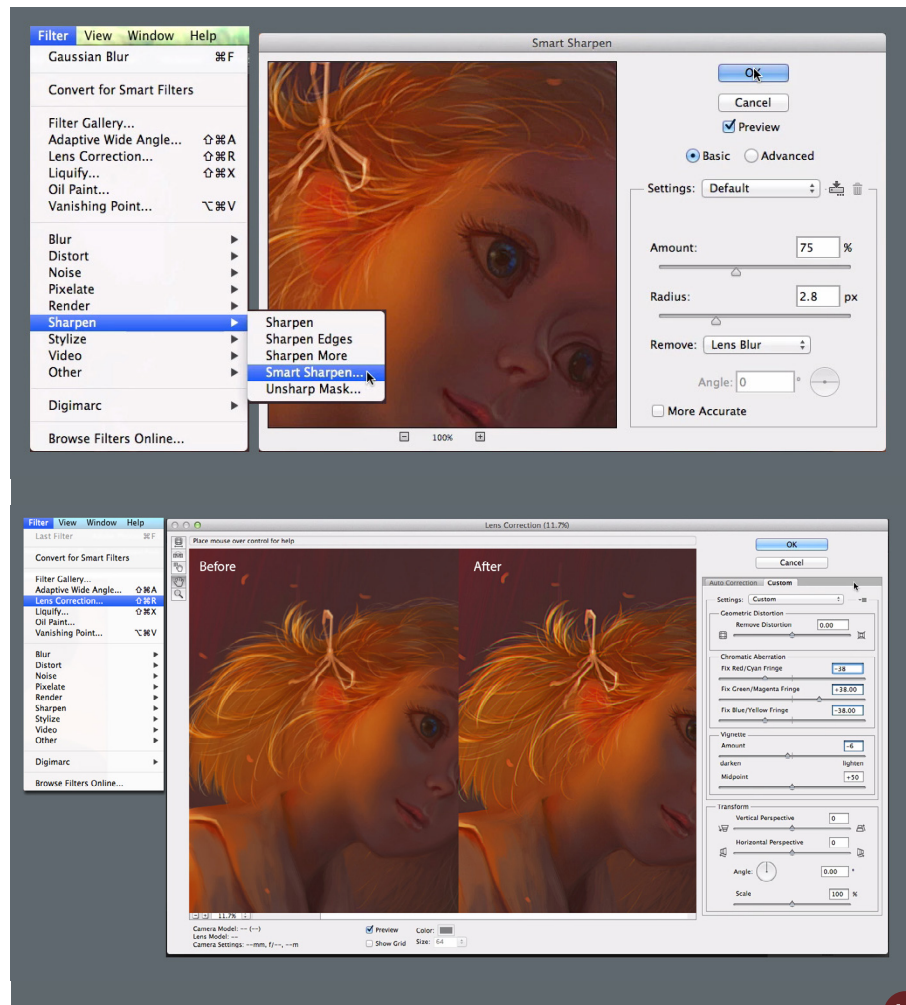 Filter View Window Help
Gaussian Blur ⌘F
Convert for Smart Filters
Filter Gallery...
Adaptive Wide Angle... ⇧⌘A
Lens Correction... ⇧⌘R
Liquify... ⇧⌘X
Oil Paint...
Vanishing Point... ⌥⌘V
Blur
Distort
Noise
Pixelate
Render
Sharpen
Stylize
Video
Other
Digimarc
Browse Filters Online...
Sharpen
Sharpen Edges
Sharpen More
Smart Sharpen...
Unsharp Mask...
Smart Sharpen
100%
OK
Cancel
Preview
Basic Advanced
Settings: Default
Amount: 75 %
Radius: 2.8 px
Remove: Lens Blur
Angle: 0 °
More Accurate
Filter View Window Help
Last Filter ⌘F
Convert for Smart Filters
Filter Gallery...
Adaptive Wide Angle... ⇧⌘A
Lens Correction... ⇧⌘R
Liquify... ⇧⌘X
Oil Paint...
Vanishing Point... ⌥⌘V
Blur
Distort
Noise
Pixelate
Render
Sharpen
Stylize
Video
Other
Digimarc
Browse Filters Online...
Lens Correction (11.7%)
Place mouse over control for help
Before After
11.7%
Camera Model: -- (--)
Lens Model: --
Camera Settings: --mm, f/--, --m
Preview Color:
Show Grid Size: 64
OK
Cancel
Auto Correction Custom
Settings: Custom
Geometric Distortion
Remove Distortion 0.00
Chromatic Aberration
Fix Red/Cyan Fringe -38
Fix Green/Magenta Fringe +38.00
Fix Blue/Yellow Fringe -38.00
Vignette
Amount -6
darken lighten
Midpoint +50
Transform
Vertical Perspective 0
Horizontal Perspective 0
Angle: 0.00 °
Scale 100 %